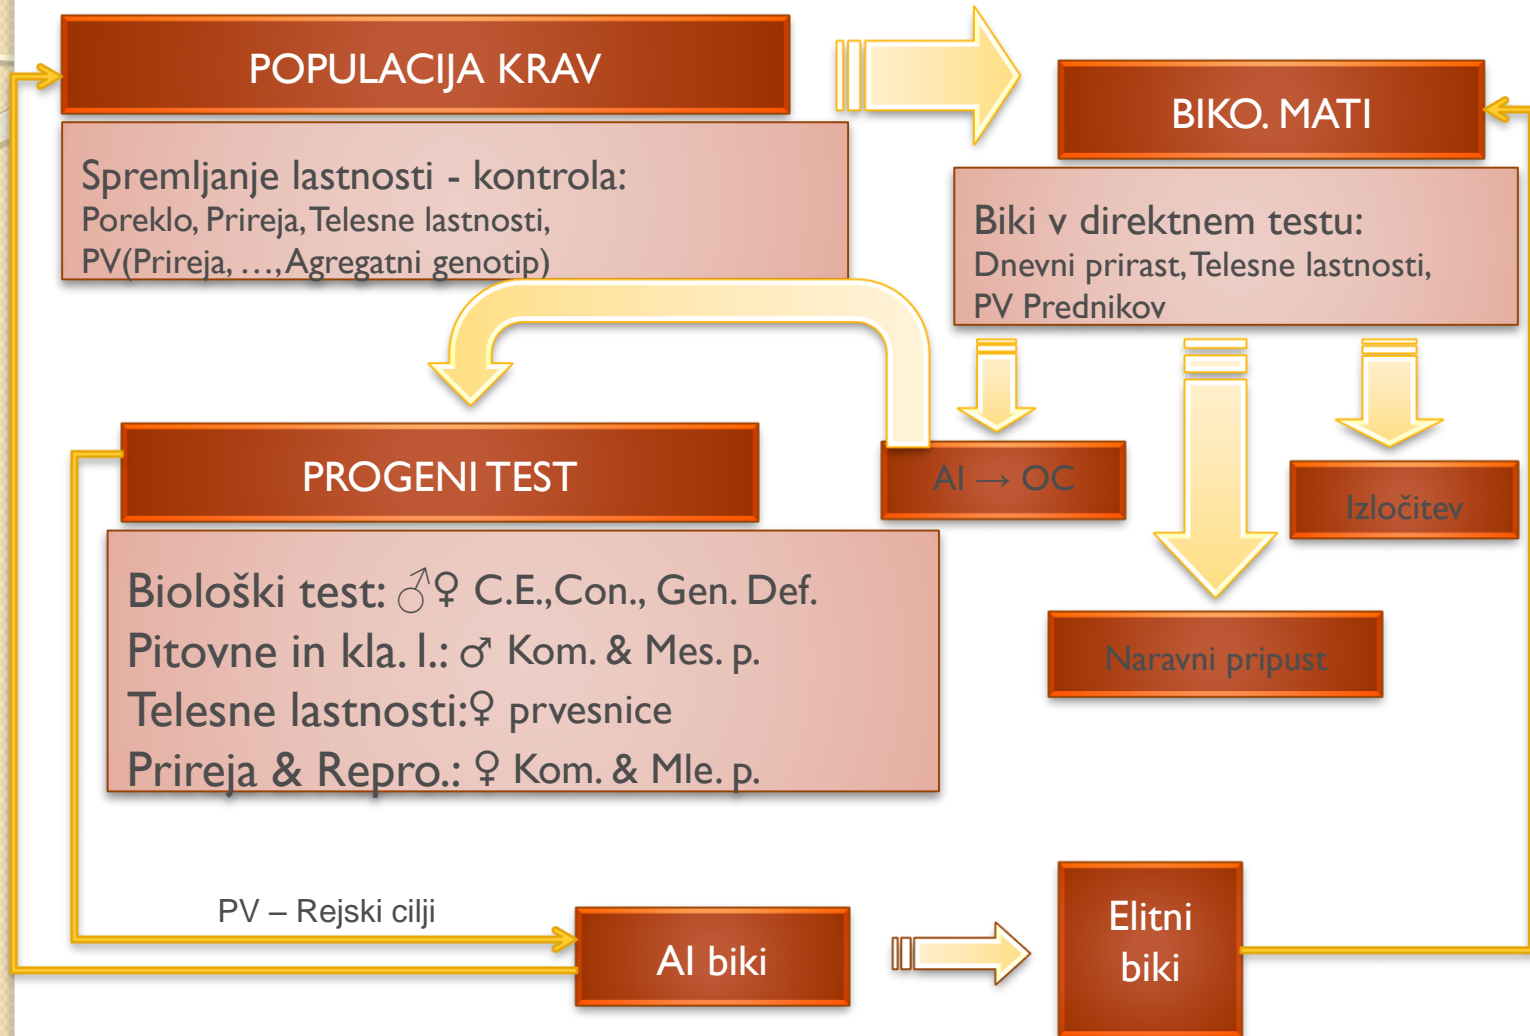 POPULACIJA KRAV
Spremljanje lastnosti - kontrola:
Poreklo, Prireja, Telesne lastnosti,
PV(Prireja, …, Agregatni genotip)
BIKO. MATI
Biki v direktnem testu:
Dnevni prirast, Telesne lastnosti,
PV Prednikov
PROGENI TEST
AI → OC
Izločitev
Biološki test: ♂♀ C.E.,Con., Gen. Def.
Pitovne in kla. l.: ♂ Kom. & Mes. p.
Telesne lastnosti:♀ prvesnice
Prireja & Repro.: ♀ Kom. & Mle. p.
Naravni pripust
PV – Rejski cilji
AI biki
Elitni
biki